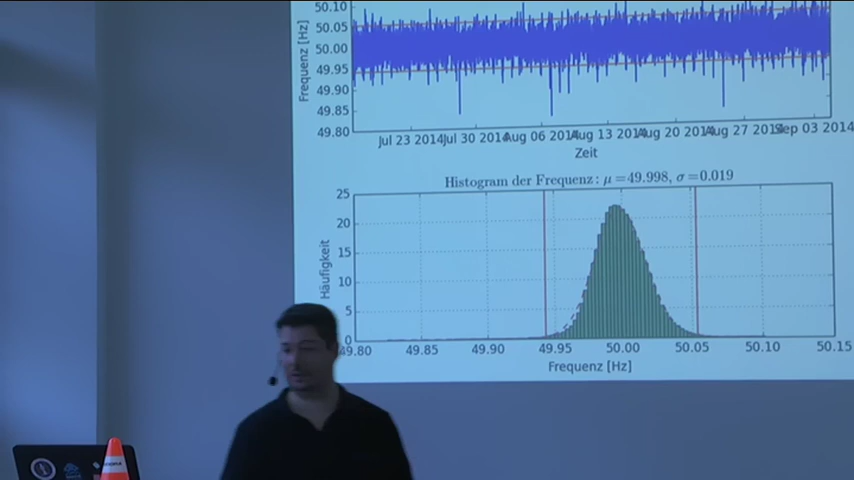 50.10
50.05
50.00
49.95
49.90
49.85
49.80
Frequenz [Hz]
Jul 23 2014 Jul 30 2014 Aug 06 2014 Aug 13 2014 Aug 20 2014 Aug 27 2014 Sep 03 2014
Zeit
Histogram der Frequenz: μ=49.998, σ=0.019
25
20
15
10
5
0
Häufigkeit
49.80 49.85 49.90 49.95 50.00 50.05 50.10 50.15
Frequenz [Hz]